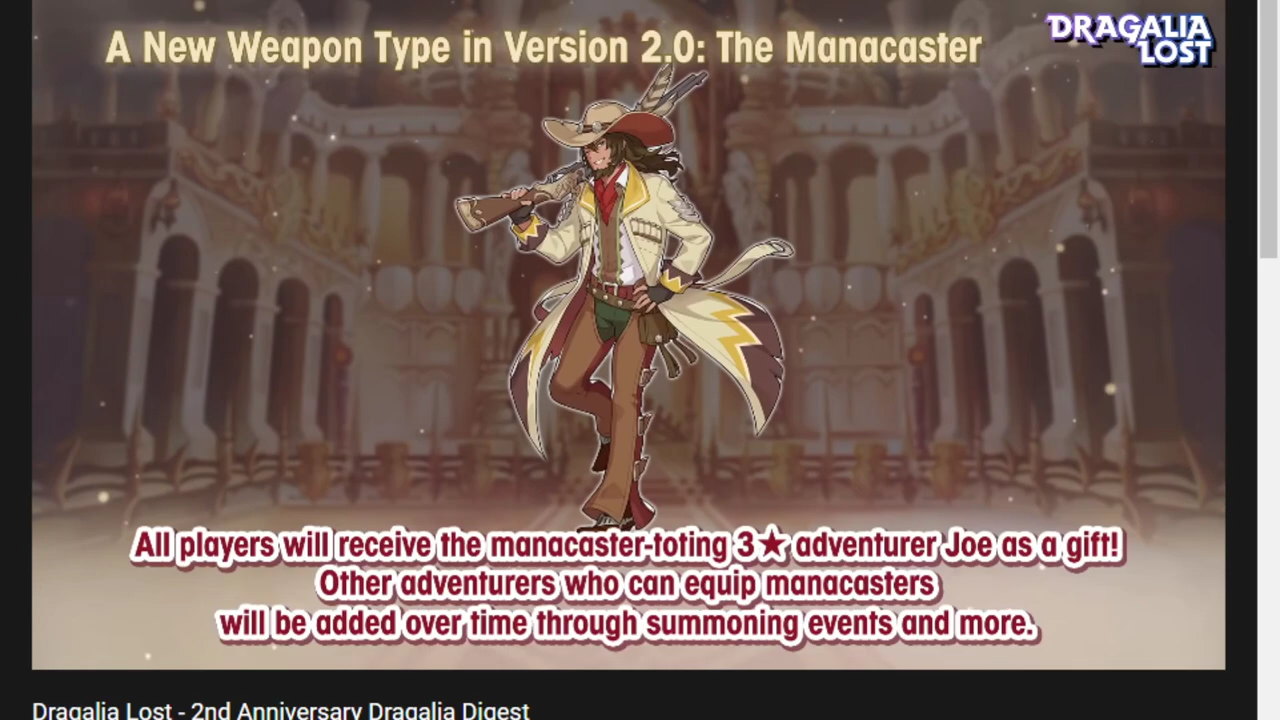 A New Weapon Type in Version 2.0: The Manacaster
DRAGALIA
LOST
All players will receive the manacaster-toting 3★ adventurer Joe as a gift!
Other adventurers who can equip manacasters
will be added over time through summoning events and more.
Dragalia Lost - 2nd Anniversary Dragalia Digest